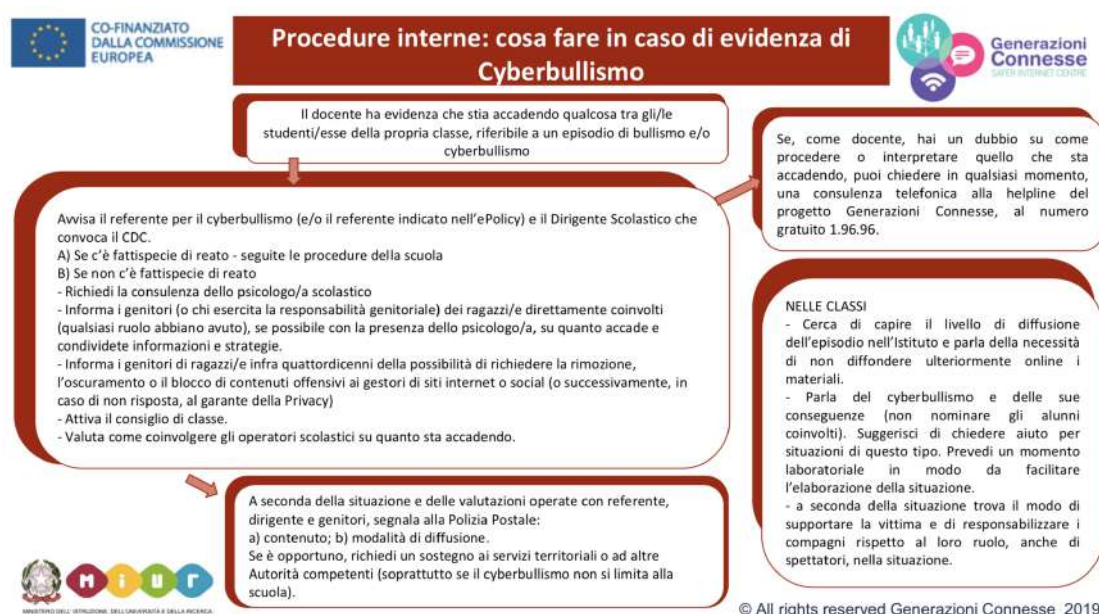 CO-FINANZIATO
DALLA COMMISSIONE
EUROPEA
Procedure interne: cosa fare in caso di evidenza di
Cyberbullismo
Generazioni
Connesse
SAFER INTERNET CENTRE
Il docente ha evidenza che stia accadendo qualcosa tra gli/le
studenti/esse della propria classe, riferibile a un episodio di bullismo e/o
cyberbullismo
Se, come docente, hai un dubbio su come
procedere o interpretare quello che sta
accadendo, puoi chiedere in qualsiasi momento,
una consulenza telefonica alla helpline del
progetto Generazioni Connesse, al numero
gratuito 1.96.96.
Avvisa il referente per il cyberbullismo (e/o il referente indicato nell'ePolicy) e il Dirigente Scolastico che
convoca il CDC.
A) Se c'è fattispecie di reato - seguite le procedure della scuola
B) Se non c'è fattispecie di reato
- Richiedi la consulenza dello psicologo/a scolastico
- Informa i genitori (o chi esercita la responsabilità genitoriale) dei ragazzi/e direttamente coinvolti
(qualsiasi ruolo abbiano avuto), se possibile con la presenza dello psicologo/a, su quanto accade e
condividete informazioni e strategie.
- Informa i genitori di ragazzi/e infra quattordicenni della possibilità di richiedere la rimozione,
l'oscuramento o il blocco di contenuti offensivi ai gestori di siti internet o social (o successivamente, in
caso di non risposta, al garante della Privacy)
- Attiva il consiglio di classe.
- Valuta come coinvolgere gli operatori scolastici su quanto sta accadendo.
NELLE CLASSI
- Cerca di capire il livello di diffusione
dell'episodio nell'Istituto e parla della necessità
di non diffondere ulteriormente online i
materiali.
- Parla del cyberbullismo e delle sue
conseguenze (non nominare gli alunni
coinvolti). Suggerisci di chiedere aiuto per
situazioni di questo tipo. Prevedi un momento
laboratoriale in modo da facilitare
l'elaborazione della situazione.
- a seconda della situazione trova il modo di
supportare la vittima e di responsabilizzare i
compagni rispetto al loro ruolo, anche di
spettatori, nella situazione.
A seconda della situazione e delle valutazioni operate con referente,
dirigente e genitori, segnala alla Polizia Postale:
a) contenuto; b) modalità di diffusione.
Se è opportuno, richiedi un sostegno ai servizi territoriali o ad altre
Autorità competenti (soprattutto se il cyberbullismo non si limita alla
scuola).
MiUr
MINISTERO DELL'ISTRUZIONE, DELL'UNIVERSITÀ E DELLA RICERCA
© All rights reserved Generazioni Connesse 2019